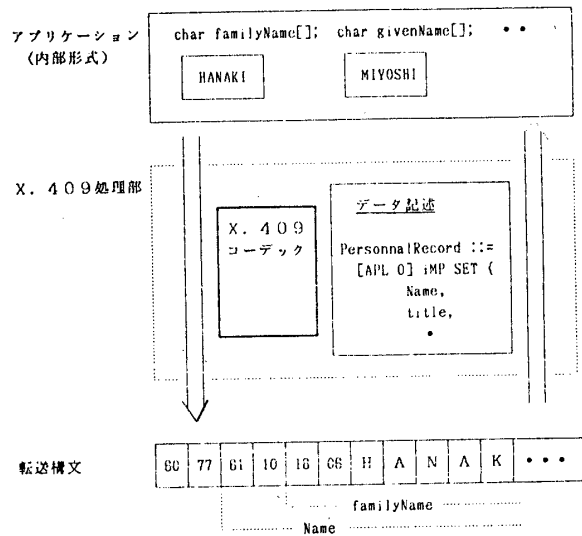 アプリケーション
(内部形式)
char familyName[]; char givenName[]; • •
HANAKI
MIYOSHI
X.409処理部
X.409
コーデック
データ記述
PersonnalRecord ::=
[APL 0] iMP SET {
Name,
title,
•
転送構文
60 77 61 10 16 06 H A N A K • • •
familyName
Name